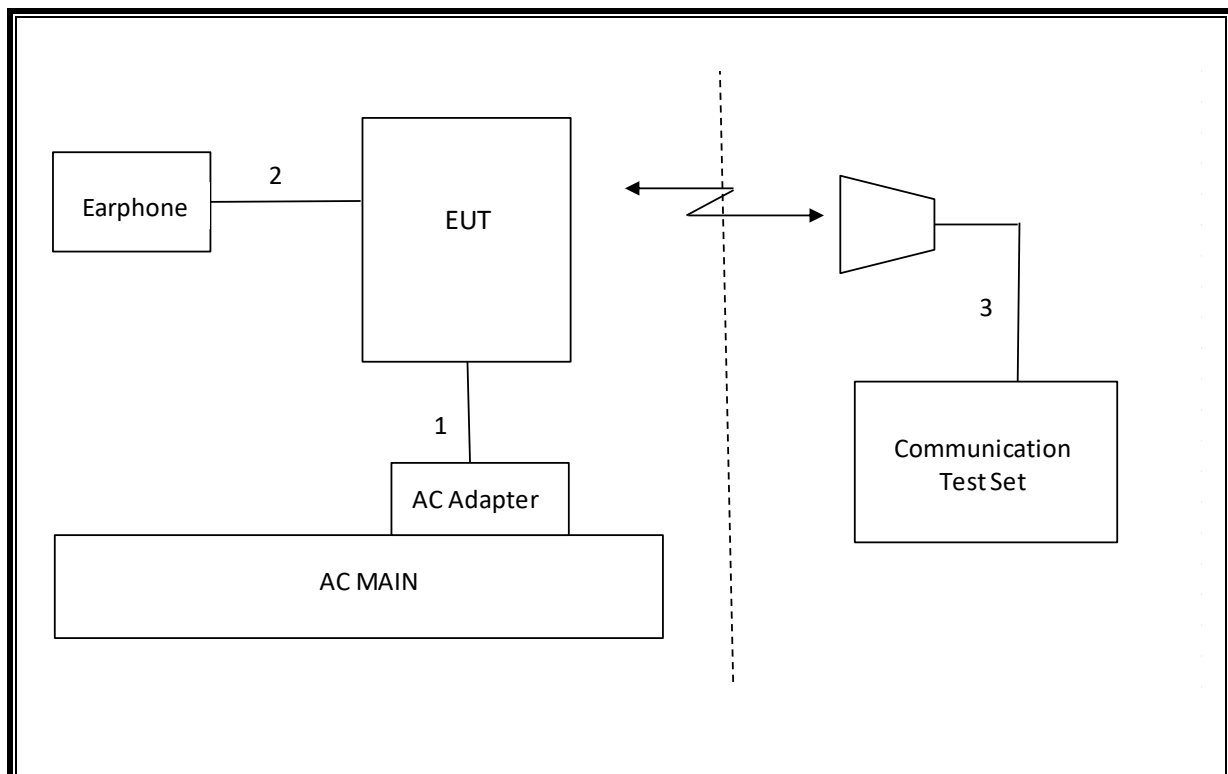 Earphone
2
EUT
1
AC Adapter
AC MAIN
3
Communication
Test Set